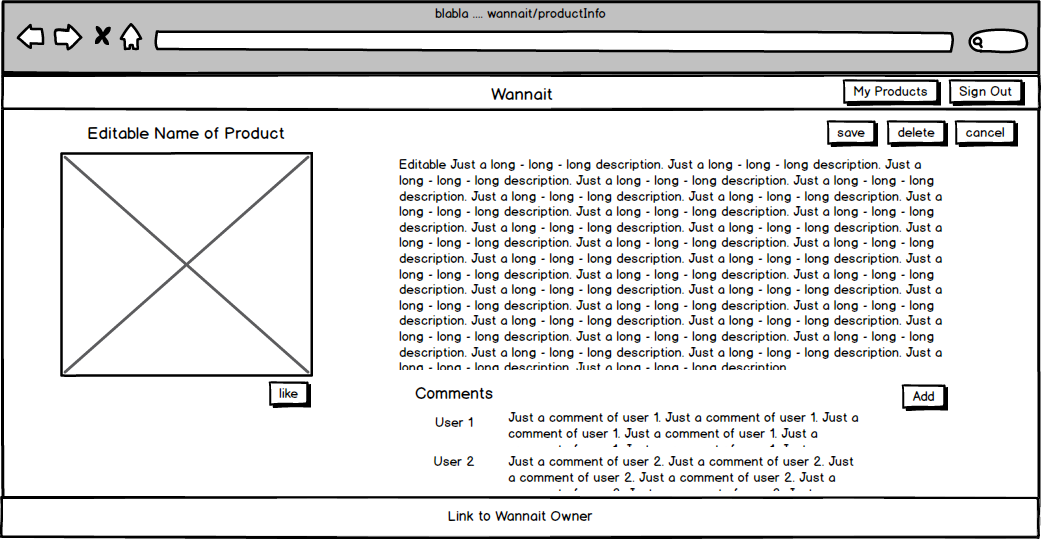 blabla .... wannait/productInfo
Wannait
My Products
Sign Out
save
delete
cancel
Editable Name of Product
Editable Just a long - long - long description. Just a long - long - long description. Just a
long - long - long description. Just a long - long - long description. Just a long - long - long
description. Just a long - long - long description. Just a long - long - long description. Just a
long - long - long description. Just a long - long - long description. Just a long - long - long
description. Just a long - long - long description. Just a long - long - long description. Just a
long - long - long description. Just a long - long - long description. Just a long - long - long
description. Just a long - long - long description. Just a long - long - long description. Just a
long - long - long description. Just a long - long - long description. Just a long - long - long
description. Just a long - long - long description. Just a long - long - long description. Just a
long - long - long description. Just a long - long - long description. Just a long - long - long
description. Just a long - long - long description. Just a long - long - long description. Just a
long - long - long description. Just a long - long - long description. Just a long - long - long
description. Just a long - long - long description. Just a long - long - long description. Just a
long - long - long description. Just a long - long - long description
like
Comments
Add
User 1
Just a comment of user 1. Just a comment of user 1. Just a
comment of user 1. Just a comment of user 1. Just a
User 2
Just a comment of user 2. Just a comment of user 2. Just
a comment of user 2. Just a comment of user 2. Just a
Link to Wannait Owner